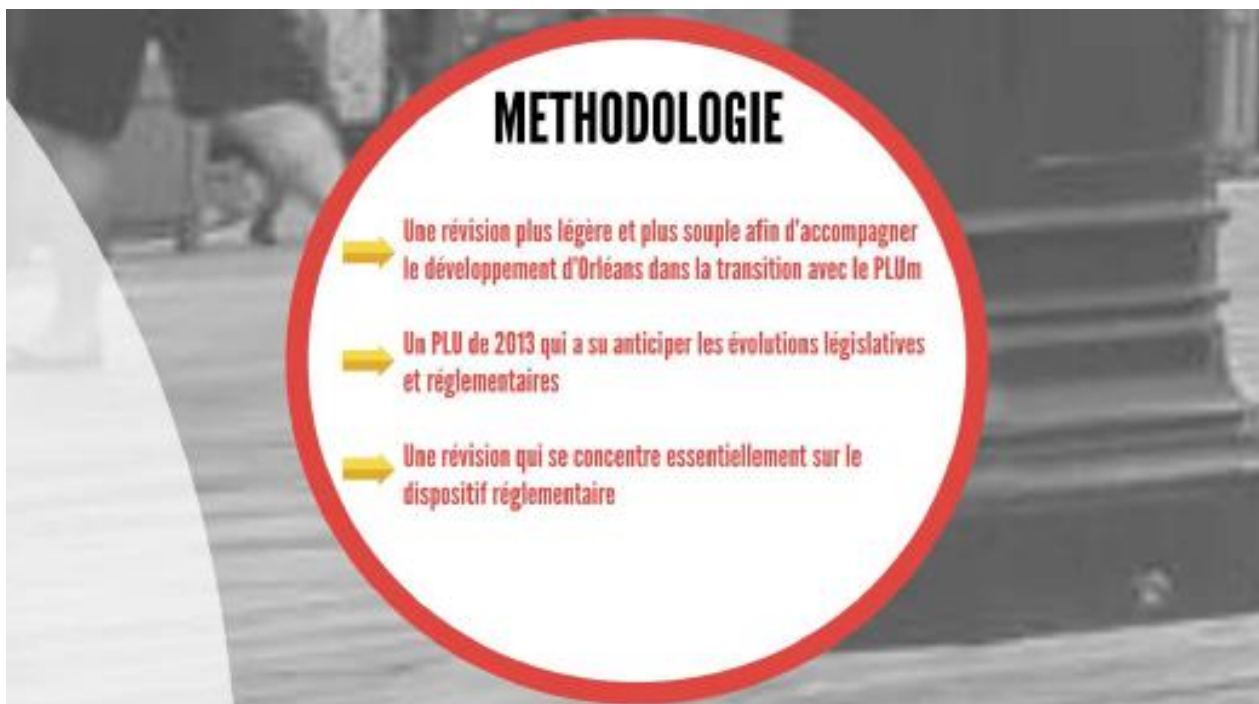 METHODOLOGIE
Une révision plus légère et plus souple afin d'accompagner
le développement d'Orléans dans la transition avec le PLUm
Un PLU de 2013 qui a su anticiper les évolutions législatives
et réglementaires
Une révision qui se concentre essentiellement sur le
dispositif réglementaire